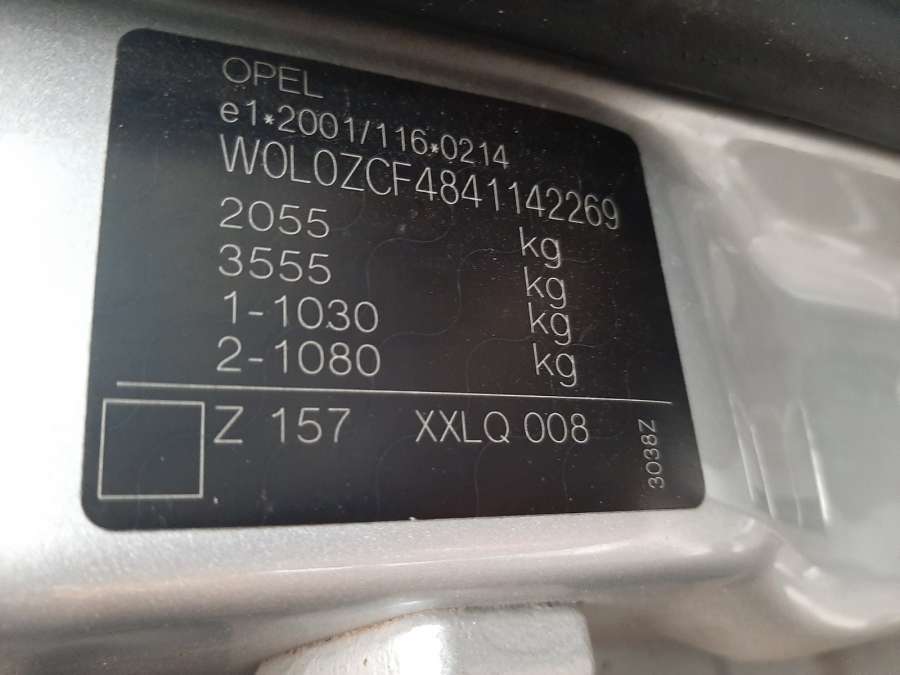 OPEL
e1*2001/116*0214
W0L0ZCF4841142269
2055 kg
3555 kg
1-1030 kg
2-1080 kg
Z 157 XXLQ 008
3038Z